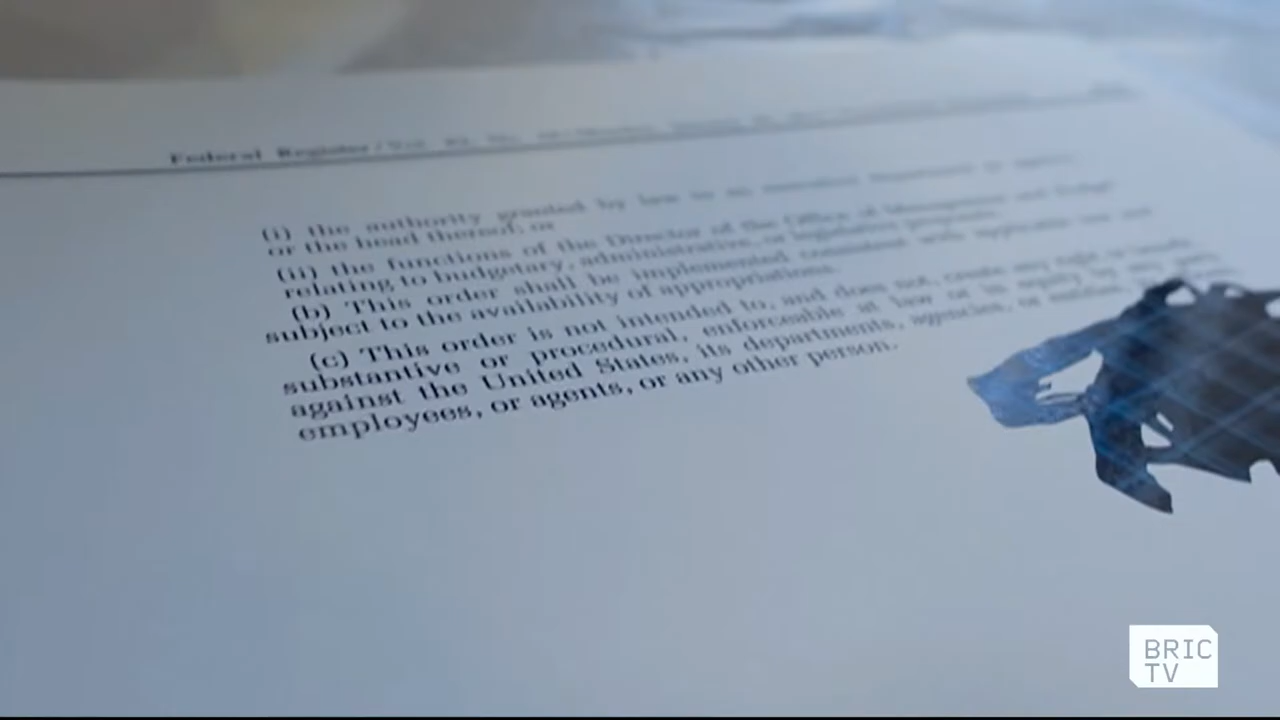 Federal Register / Vol.
(i) the authority granted by law to an executive department or agency,
or the head thereof; or
(ii) the functions of the Director of the Office of Management and Budget
relating to budgetary, administrative, or legislative proposals.
(b) This order shall be implemented consistent with applicable law and
subject to the availability of appropriations.
(c) This order is not intended to, and does not, create any right or benefit,
substantive or procedural, enforceable at law or in equity by any party
against the United States, its departments, agencies, or entities, its
employees, or agents, or any other person.
BRIC
TV